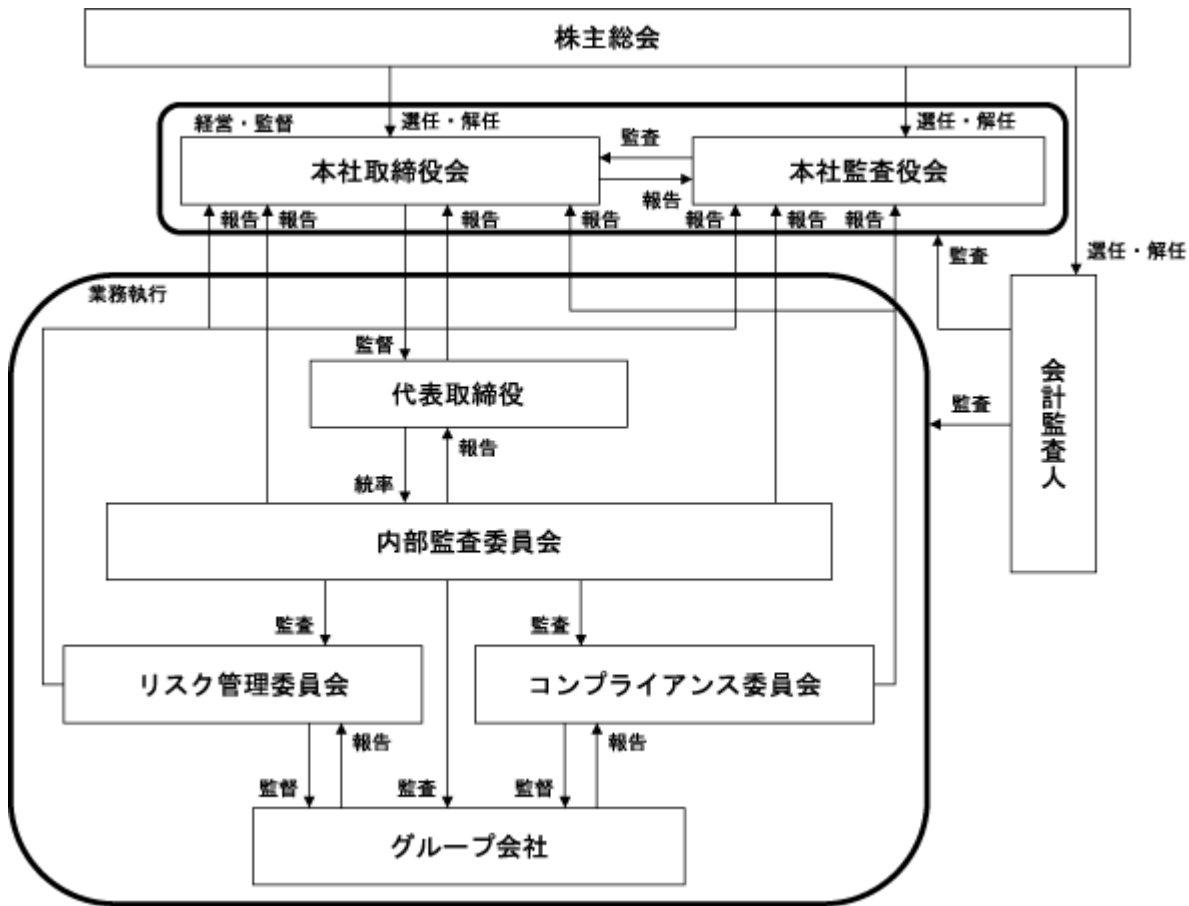 株主総会
経営・監督
選任・解任
選任・解任
監査
本社取締役会
本社監査役会
報告
報告
報告
報告
報告
報告
報告
報告
選任・解任
監査
業務執行
監督
代表取締役
会計監査人
監査
報告
統率
内部監査委員会
監査
監査
リスク管理委員会
コンプライアンス委員会
報告
報告
監督
監査
監督
グループ会社